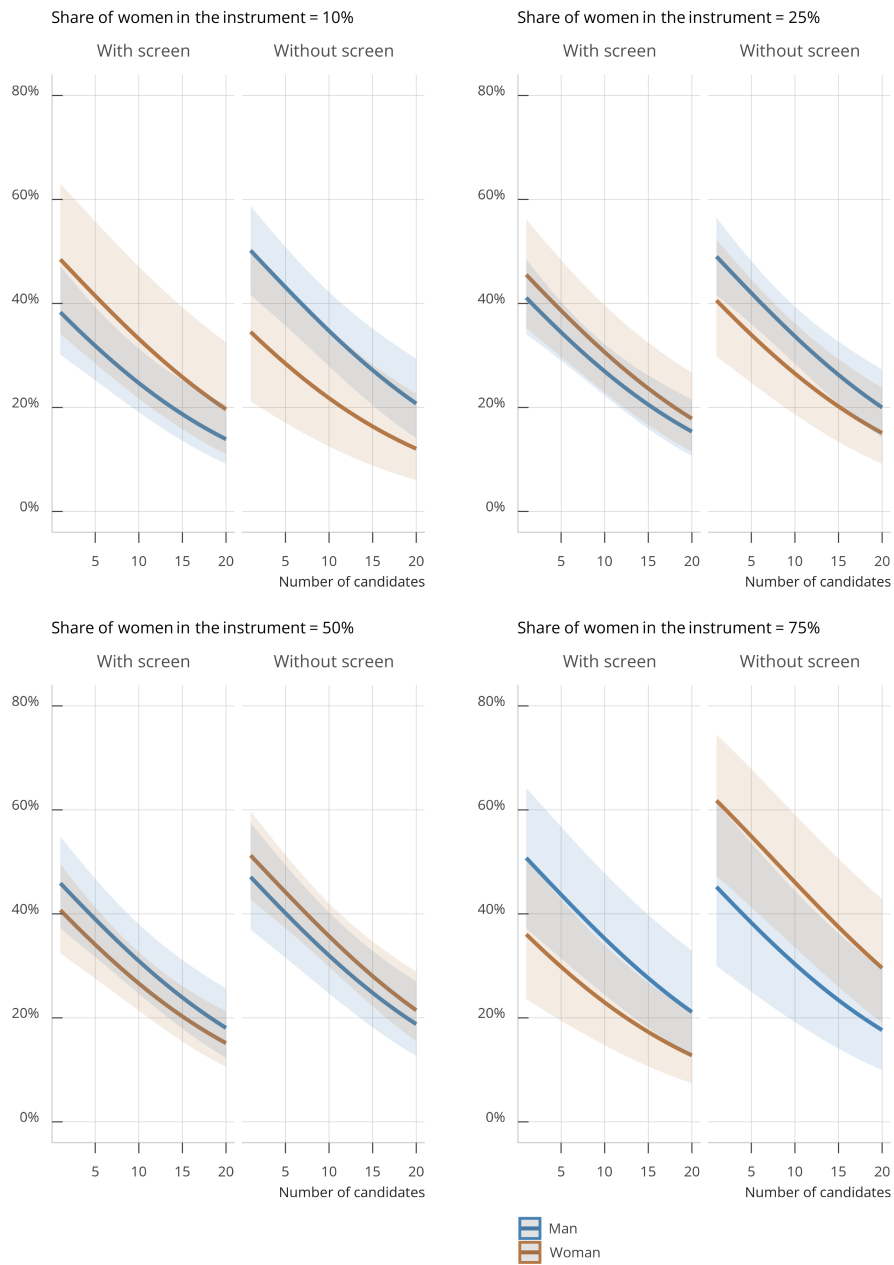 Share of women in the instrument = 10%
With screen
Without screen
80%
60%
40%
20%
0%
5 10 15 20
5 10 15 20
Number of candidates
Share of women in the instrument = 25%
With screen
Without screen
80%
60%
40%
20%
0%
5 10 15 20
5 10 15 20
Number of candidates
Share of women in the instrument = 50%
With screen
Without screen
80%
60%
40%
20%
0%
5 10 15 20
5 10 15 20
Number of candidates
Share of women in the instrument = 75%
With screen
Without screen
80%
60%
40%
20%
0%
5 10 15 20
5 10 15 20
Number of candidates
Man
Woman